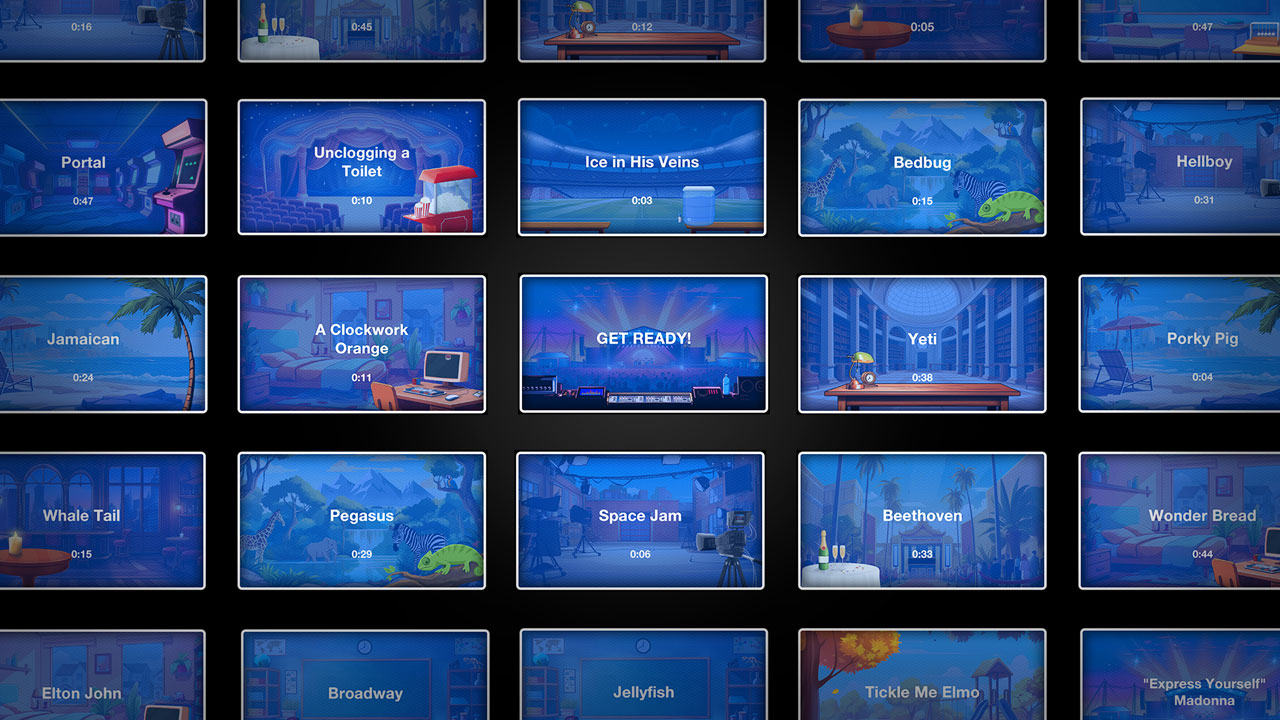 0:16
0:45
0:12
0:05
0:47
Portal
0:47
Unclogging a
Toilet
0:10
Ice in His Veins
0:03
Bedbug
0:15
Hellboy
0:31
Jamaican
0:24
A Clockwork
Orange
0:11
GET READY!
Yeti
0:38
Porky Pig
0:04
Whale Tail
0:15
Pegasus
0:29
Space Jam
0:06
Beethoven
0:33
Wonder Bread
0:44
Elton John
Broadway
Jellyfish
Tickle Me Elmo
"Express Yourself"
Madonna